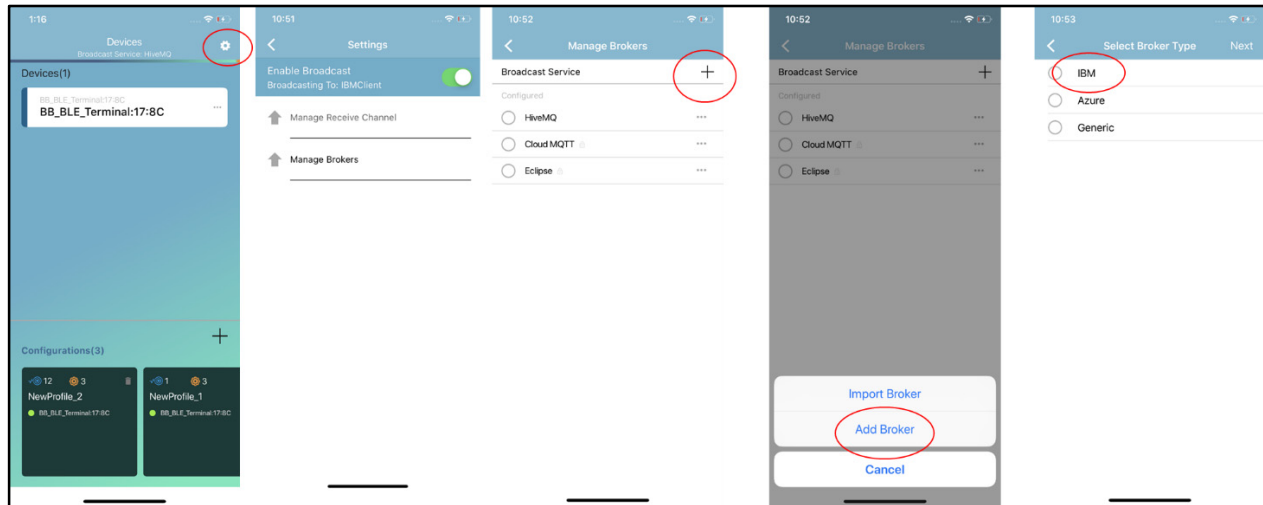 1:16
Devices
Broadcast Service: HiveMQ
Devices(1)
BB_BLE_Terminal:17:8C
BB_BLE_Terminal:17:8C
Configurations(3)
12 3
NewProfile_2
BB_BLE_Terminal:17:8C
1 3
NewProfile_1
BB_BLE_Terminal:17:8C
10:51
Settings
Enable Broadcast
Broadcasting To: IBMClient
Manage Receive Channel
Manage Brokers
10:52
Manage Brokers
Broadcast Service
Configured
HiveMQ
Cloud MQTT
Eclipse
10:52
Manage Brokers
Broadcast Service
Configured
HiveMQ
Cloud MQTT
Eclipse
Import Broker
Add Broker
Cancel
10:53
Select Broker Type
Next
IBM
Azure
Generic